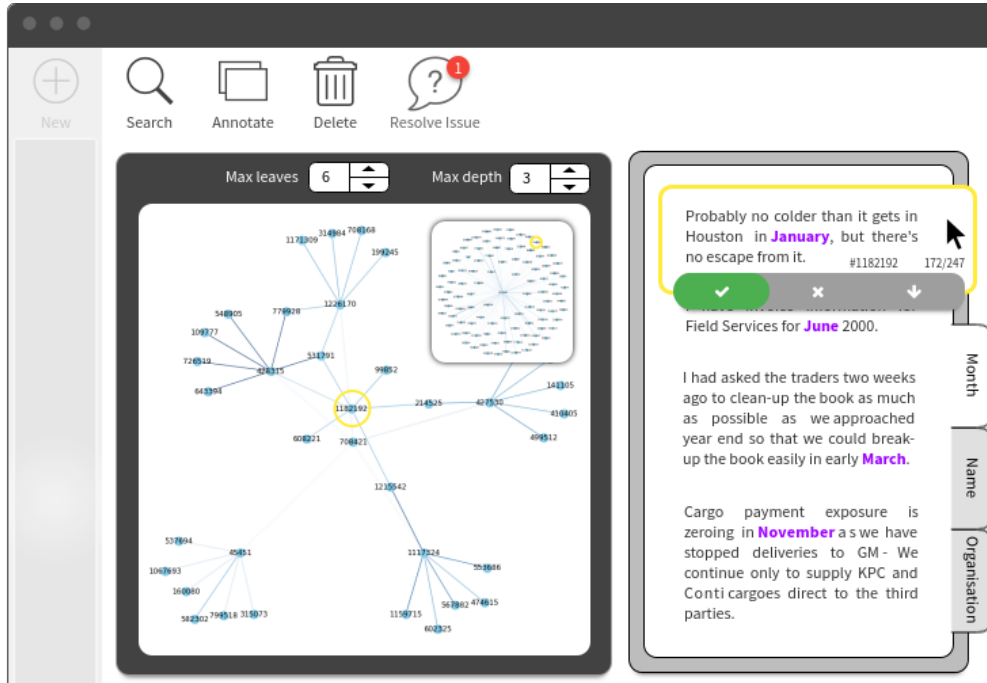 New
Search
Annotate
Delete
Resolve Issue
1
Max leaves 6
Max depth 3
1171309
314984
708168
199245
1226170
779928
548905
109777
726519
643394
428315
531791
99852
1182192
214525
427530
141105
410405
499512
608221
708421
1215542
537694
45451
1067693
160080
582302
799518
315073
1117324
553686
567882
474615
1159715
602325
Probably no colder than it gets in
Houston in January, but there's
no escape from it.
#1182192 172/247
Field Services for June 2000.
I had asked the traders two weeks
ago to clean-up the book as much
as possible as we approached
year end so that we could break-
up the book easily in early March.
Cargo payment exposure is
zeroing in November as we have
stopped deliveries to GM - We
continue only to supply KPC and
Conti cargoes direct to the third
parties.
Month
Name
Organisation